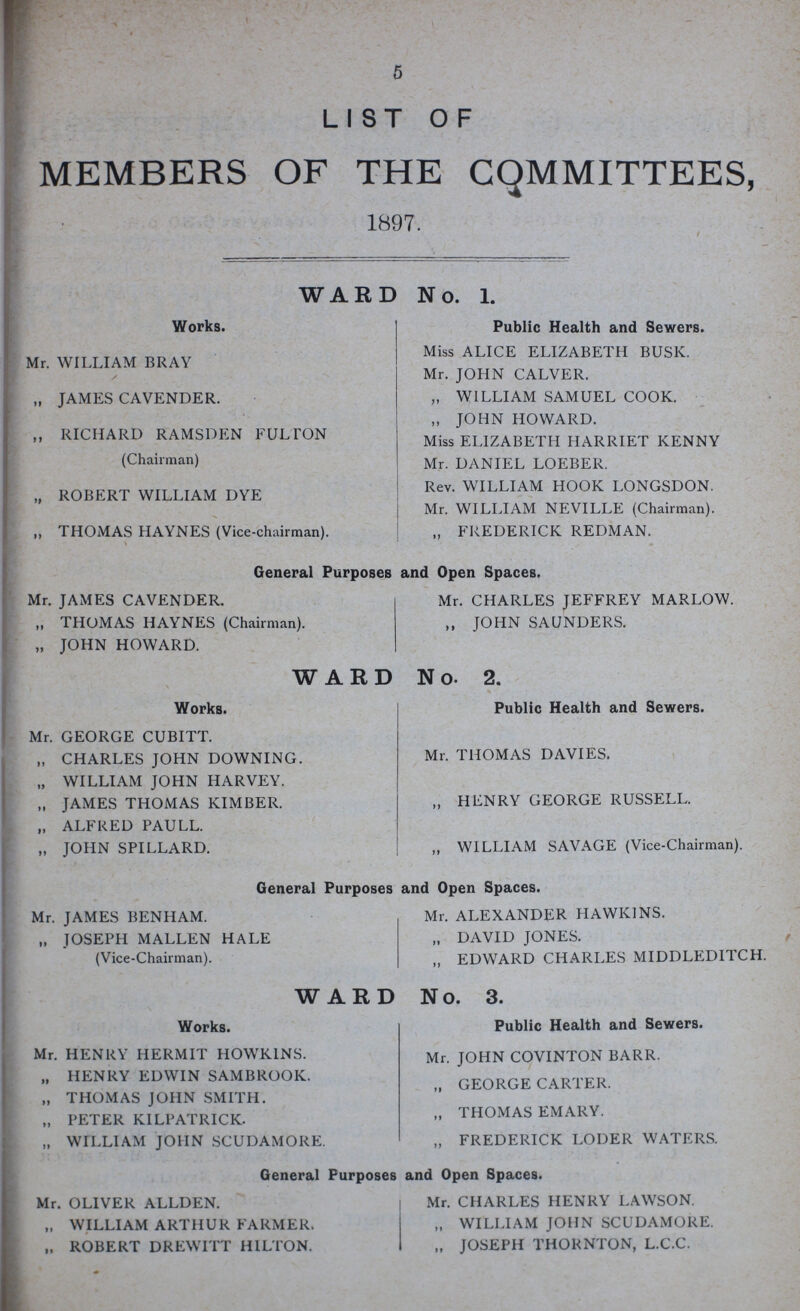 5
LIST OF
MEMBERS OF THE COMMITTEES,
1897.
WARD No. 1.
Works.
Mr. WILLIAM BRAY
„ JAMES CAVENDER.
„ RICHARD RAMSDEN FULTON
(Chairman)
„ ROBERT WILLIAM DYE
„ THOMAS HAYNES (Vice-chairman).
Public Health and Sewers.
Miss ALICE ELIZABETH BUSK.
Mr. JOHN CALVER.
„ WILLIAM SAMUEL COOK.
„ JOHN HOWARD.
Miss ELIZABETH HARRIET KENNY
Mr. DANIEL LOEBER.
Rev. WILLIAM HOOK LONGSDON.
Mr. WILLIAM NEVILLE (Chairman).
„ FREDERICK REDMAN.
General Purposes and Open Spaces.
Mr. JAMES CAVENDER.
„ THOMAS HAYNES (Chairman).
„ JOHN HOWARD.
Mr. CHARLES JEFFREY MARLOW.
„ JOHN SAUNDERS.
WARD No. 2.
Works.
Mr. GEORGE CUBITT.
„ CHARLES JOHN DOWNING.
„ WILLIAM JOHN HARVEY.
„ JAMES THOMAS KIMBER.
„ ALFRED PAULL.
„ JOHN SPILLARD.
Public Health and Sewers.
Mr. THOMAS DAVIES.
„ HENRY GEORGE RUSSELL.
„ WILLIAM SAVAGE (Vice-Chairman).
General Purposes and Open Spaces.
Mr. JAMES BENHAM.
„ JOSEPH MALLEN HALE
(Vice-Chairman).
Mr. ALEXANDER HAWKINS.
„ DAVID JONES.
„ EDWARD CHARLES MIDDLEDITCH.
WARD No. 3.
Works.
Mr. HENRY HERMIT HOWKINS.
„ HENRY EDWIN SAMBROOK.
„ THOMAS JOHN SMITH.
„ PETER KILPATRICK.
„ WILLIAM JOHN SCUDAMORE.
Public Health and Sewers.
Mr. JOHN COVINTON BARR.
„ GEORGE CARTER.
„ THOMAS EMARY.
„ FREDERICK LODER WATERS.
General Purposes and Open Spaces.
Mr. OLIVER ALLDEN.
„ WILLIAM ARTHUR FARMER.
„ ROBERT DREWITT HILTON.
Mr. CHARLES HENRY LAWSON.
„ WILLIAM JOHN SCUDAMORE.
„ JOSEPH THORNTON, L.C.C.